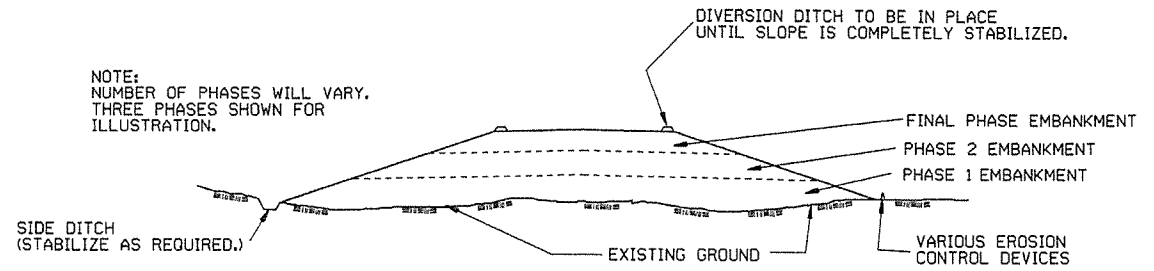 DIVERSION DITCH TO BE IN PLACE
UNTIL SLOPE IS COMPLETELY STABILIZED.
NOTE:
NUMBER OF PHASES WILL VARY.
THREE PHASES SHOWN FOR
ILLUSTRATION.
FINAL PHASE EMBANKMENT
PHASE 2 EMBANKMENT
PHASE 1 EMBANKMENT
SIDE DITCH
(STABILIZE AS REQUIRED.)
EXISTING GROUND
VARIOUS EROSION
CONTROL DEVICES